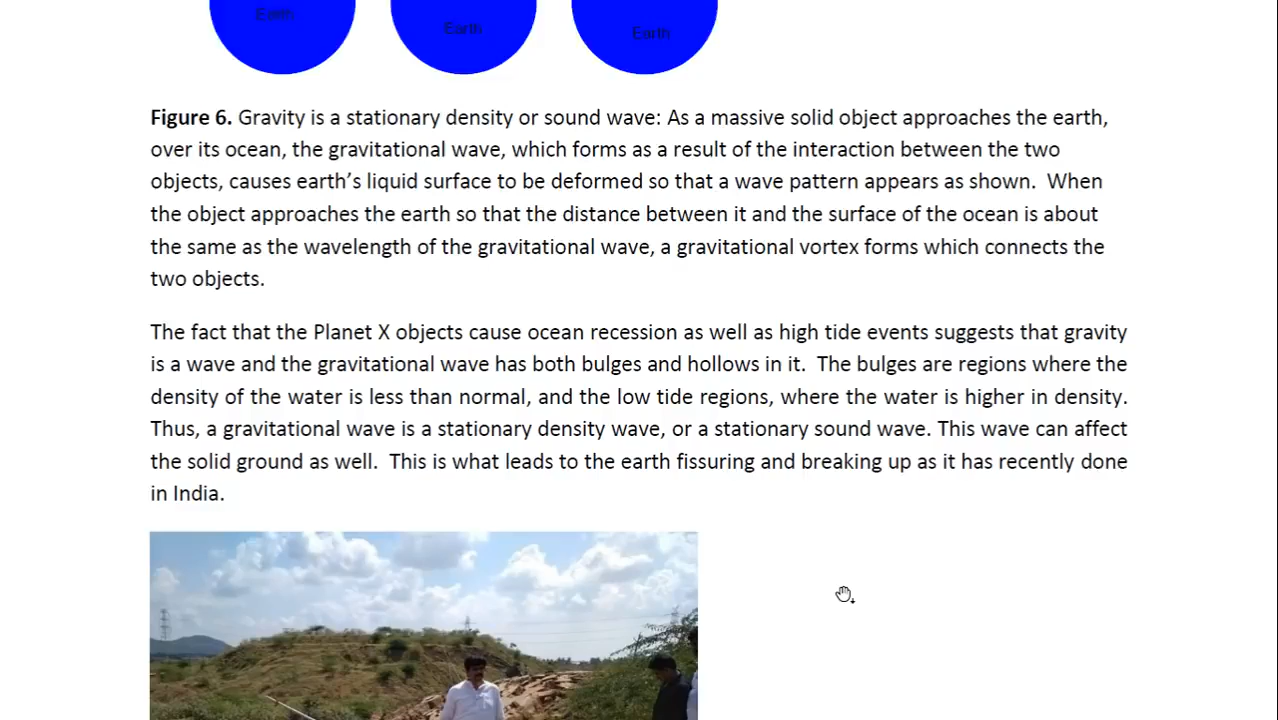 Earth Earth Earth
Figure 6. Gravity is a stationary density or sound wave: As a massive solid object approaches the earth,
over its ocean, the gravitational wave, which forms as a result of the interaction between the two
objects, causes earth’s liquid surface to be deformed so that a wave pattern appears as shown.  When
the object approaches the earth so that the distance between it and the surface of the ocean is about
the same as the wavelength of the gravitational wave, a gravitational vortex forms which connects the
two objects.
The fact that the Planet X objects cause ocean recession as well as high tide events suggests that gravity
is a wave and the gravitational wave has both bulges and hollows in it.  The bulges are regions where the
density of the water is less than normal, and the low tide regions, where the water is higher in density.
Thus, a gravitational wave is a stationary density wave, or a stationary sound wave. This wave can affect
the solid ground as well.  This is what leads to the earth fissuring and breaking up as it has recently done
in India.